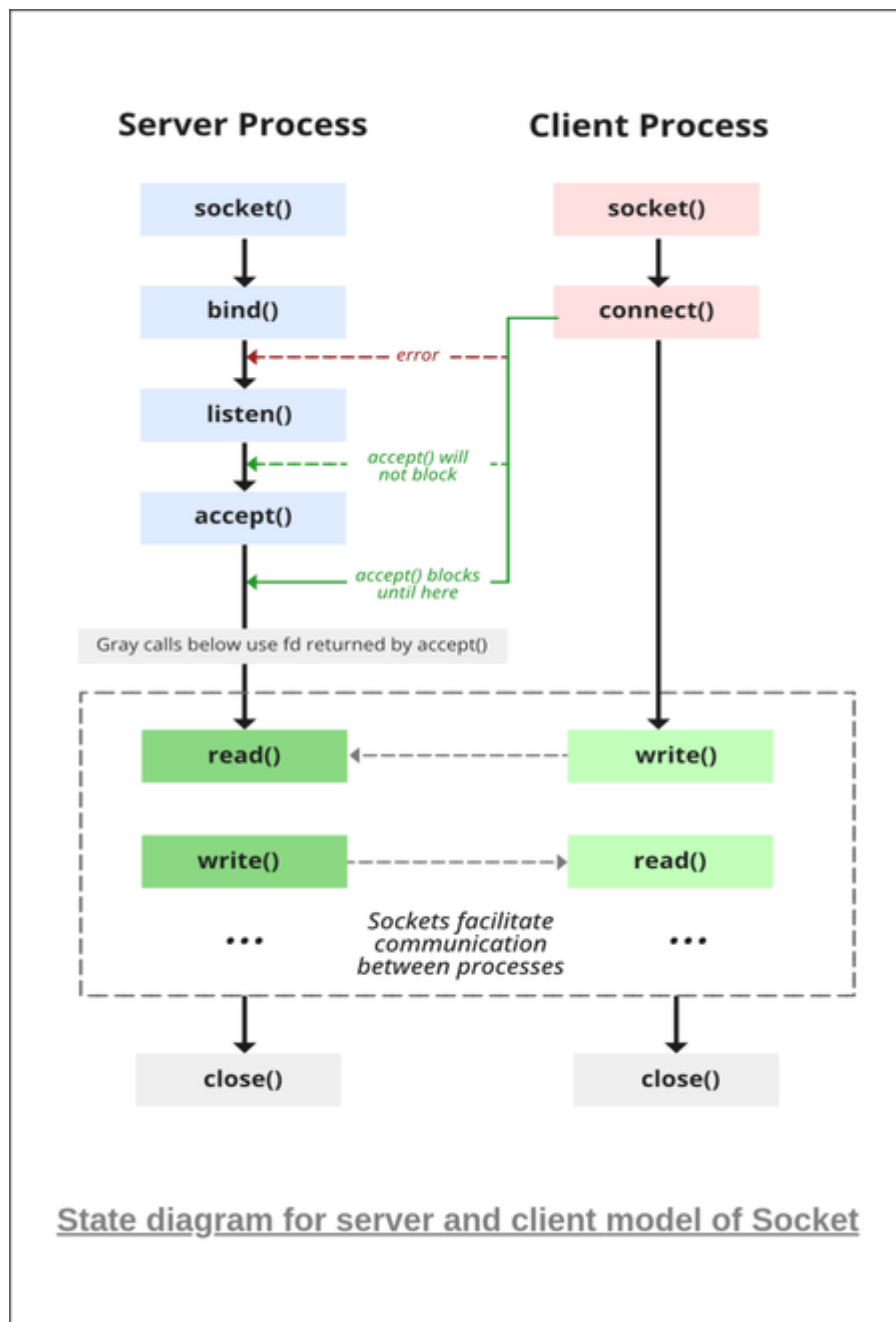 Server Process
Client Process
socket()
socket()
bind()
connect()
error
listen()
accept() will
not block
accept()
accept() blocks
until here
Gray calls below use fd returned by accept()
read()
write()
write()
read()
...
Sockets facilitate
communication
between processes
...
close()
close()
State diagram for server and client model of Socket